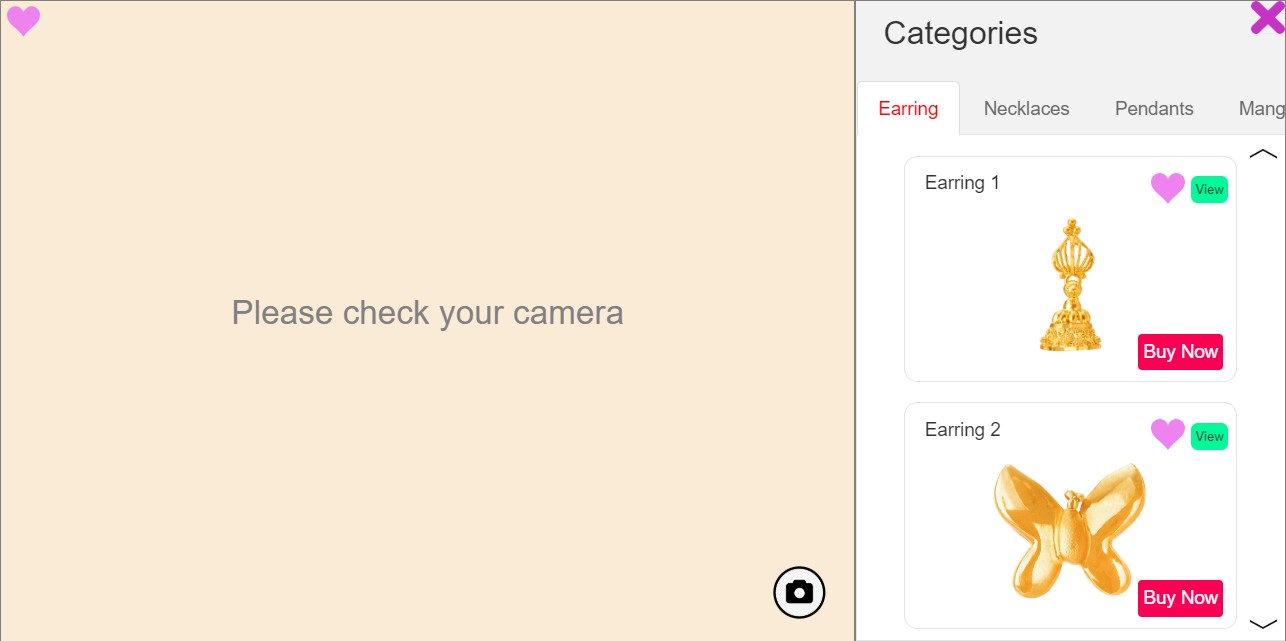 Please check your camera
Categories
Earring
Necklaces
Pendants
Mang
Earring 1
View
Buy Now
Earring 2
View
Buy Now